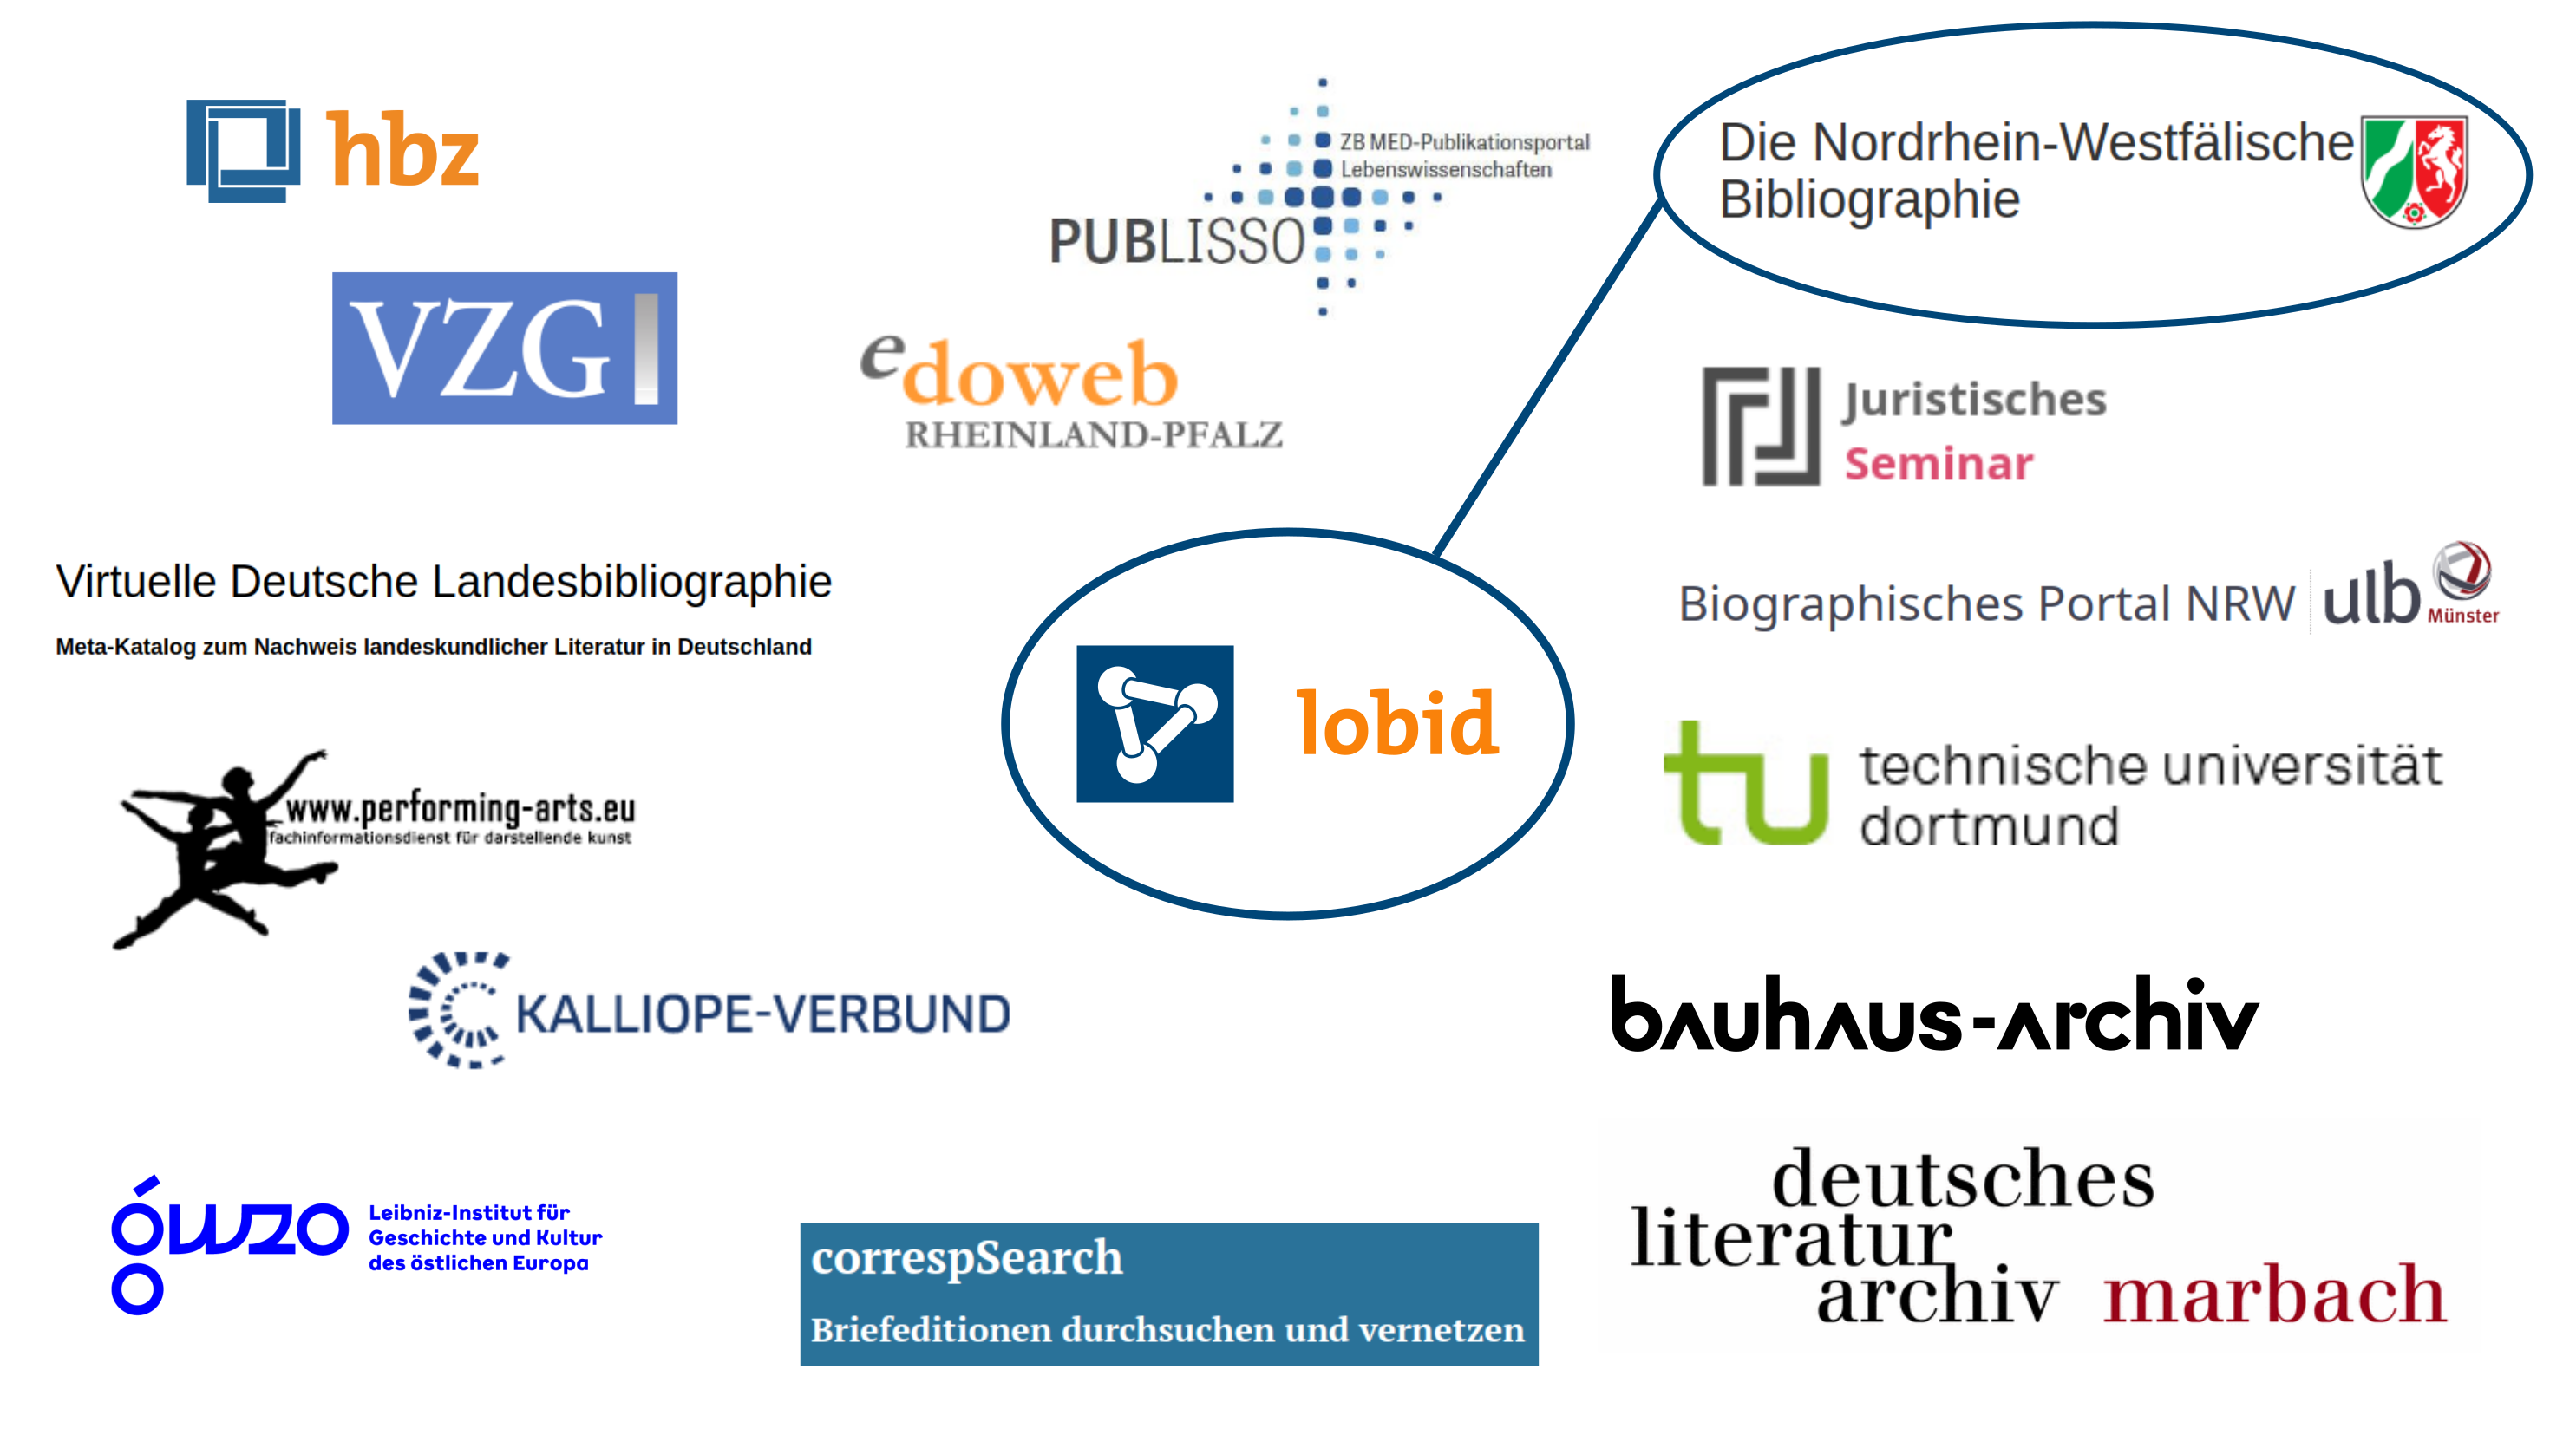 hbz
ZB MED-Publikationsportal
Lebenswissenschaften
PUBLISSO
Die Nordrhein-Westfälische
Bibliographie
VZG
edoweb
RHEINLAND-PFALZ
Juristisches
Seminar
Virtuelle Deutsche Landesbibliographie
Meta-Katalog zum Nachweis landeskundlicher Literatur in Deutschland
Biographisches Portal NRW
ulb
Münster
lobid
www.performing-arts.eu
fachinformationsdienst für darstellende kunst
tu
technische universität
dortmund
KALLIOPE-VERBUND
bauhaus-archiv
Leibniz-Institut für
Geschichte und Kultur
des östlichen Europa
correspSearch
Briefeditionen durchsuchen und vernetzen
deutsches
literatur
archiv marbach